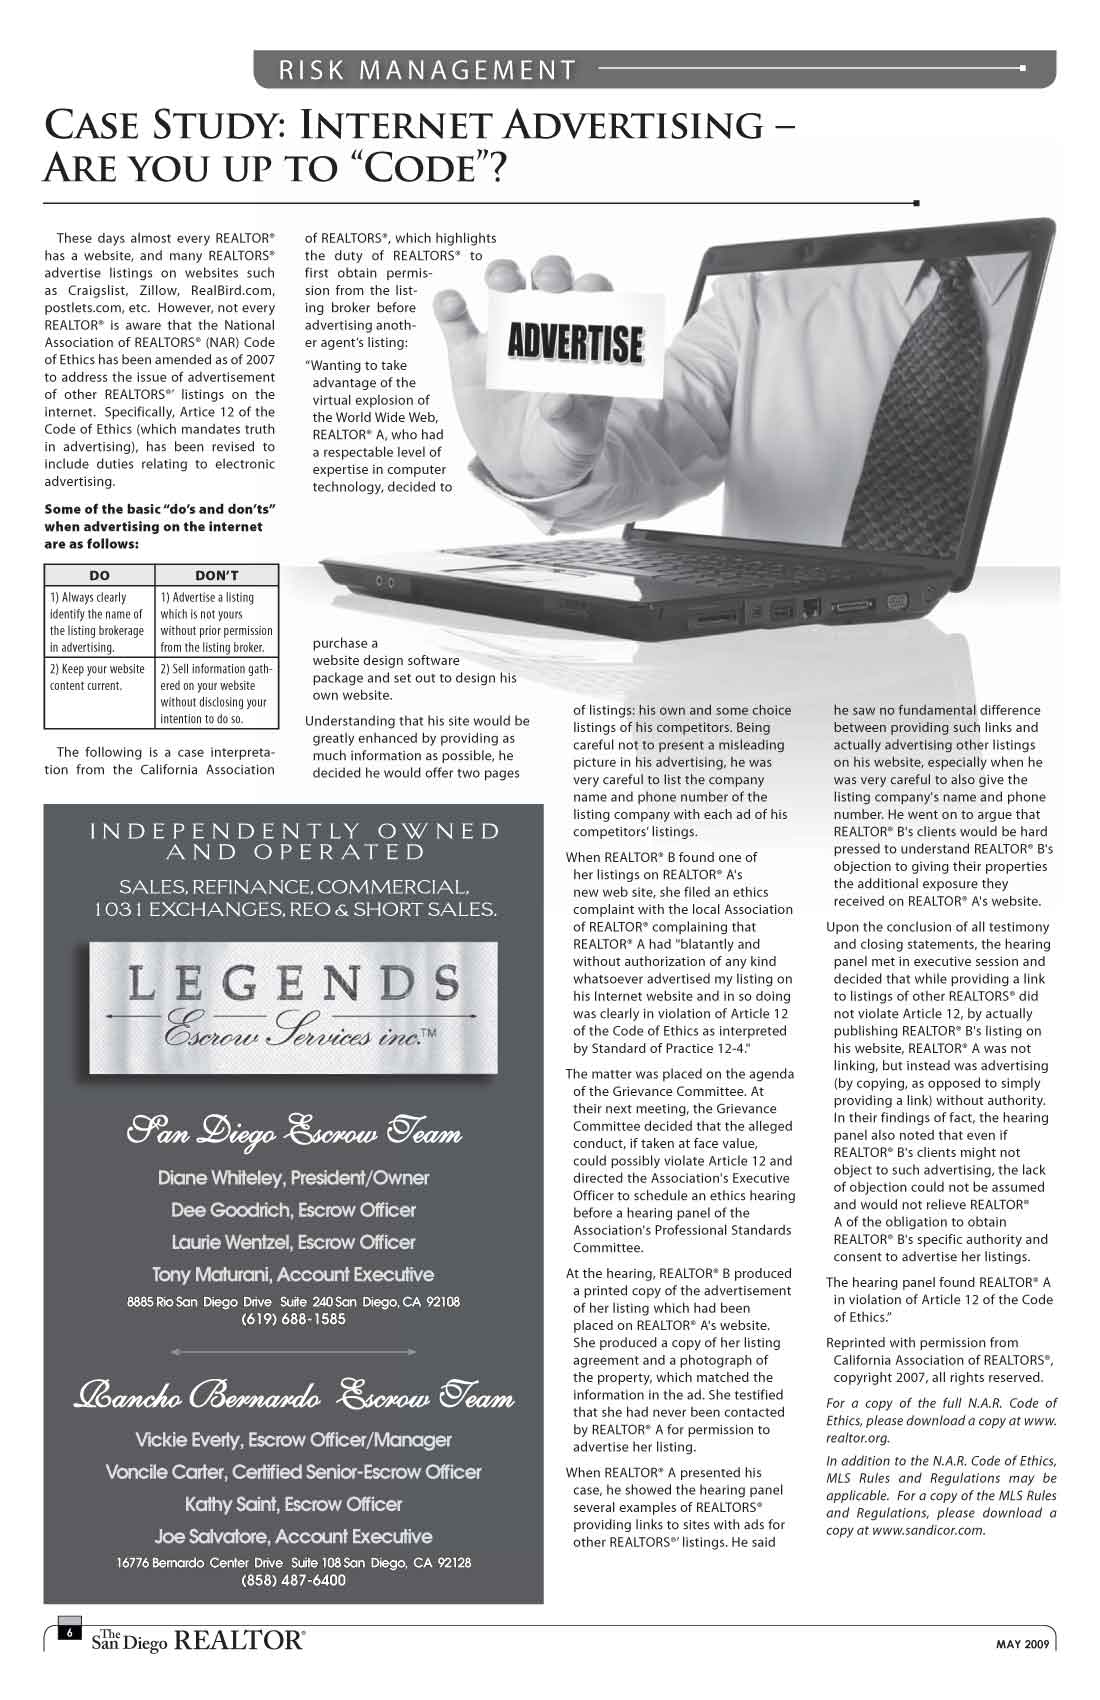 RISK MANAGEMENT
CASE STUDY: INTERNET ADVERTISING –
ARE YOU UP TO “CODE”?
These days almost every REALTOR®
has a website, and many REALTORS®
advertise listings on websites such
as Craigslist, Zillow, RealBird.com,
postlets.com, etc. However, not every
REALTOR® is aware that the National
Association of REALTORS® (NAR) Code
of Ethics has been amended as of 2007
to address the issue of advertisement
of other REALTORS®’ listings on the
internet. Specifically, Artice 12 of the
Code of Ethics (which mandates truth
in advertising), has been revised to
include duties relating to electronic
advertising.
Some of the basic “do’s and don’ts”
when advertising on the internet
are as follows:
DO
DON’T
1) Always clearly
identify the name of
the listing brokerage
in advertising.
1) Advertise a listing
which is not yours
without prior permission
from the listing broker.
2) Keep your website
content current.
2) Sell information gath-
ered on your website
without disclosing your
intention to do so.
The following is a case interpreta-
tion from the California Association
of REALTORS®, which highlights
the duty of REALTORS® to
first obtain permis-
sion from the list-
ing broker before
advertising anoth-
er agent’s listing:
“Wanting to take
advantage of the
virtual explosion of
the World Wide Web,
REALTOR® A, who had
a respectable level of
expertise in computer
technology, decided to
ADVERTISE
purchase a
website design software
package and set out to design his
own website.
Understanding that his site would be
greatly enhanced by providing as
much information as possible, he
decided he would offer two pages
of listings: his own and some choice
listings of his competitors. Being
careful not to present a misleading
picture in his advertising, he was
very careful to list the company
name and phone number of the
listing company with each ad of his
competitors’ listings.
When REALTOR® B found one of
her listings on REALTOR® A's
new web site, she filed an ethics
complaint with the local Association
of REALTOR® complaining that
REALTOR® A had "blatantly and
without authorization of any kind
whatsoever advertised my listing on
his Internet website and in so doing
was clearly in violation of Article 12
of the Code of Ethics as interpreted
by Standard of Practice 12-4."
The matter was placed on the agenda
of the Grievance Committee. At
their next meeting, the Grievance
Committee decided that the alleged
conduct, if taken at face value,
could possibly violate Article 12 and
directed the Association's Executive
Officer to schedule an ethics hearing
before a hearing panel of the
Association's Professional Standards
Committee.
At the hearing, REALTOR® B produced
a printed copy of the advertisement
of her listing which had been
placed on REALTOR® A's website.
She produced a copy of her listing
agreement and a photograph of
the property, which matched the
information in the ad. She testified
that she had never been contacted
by REALTOR® A for permission to
advertise her listing.
When REALTOR® A presented his
case, he showed the hearing panel
several examples of REALTORS®
providing links to sites with ads for
other REALTORS®’ listings. He said
he saw no fundamental difference
between providing such links and
actually advertising other listings
on his website, especially when he
was very careful to also give the
listing company's name and phone
number. He went on to argue that
REALTOR® B's clients would be hard
pressed to understand REALTOR® B's
objection to giving their properties
the additional exposure they
received on REALTOR® A's website.
Upon the conclusion of all testimony
and closing statements, the hearing
panel met in executive session and
decided that while providing a link
to listings of other REALTORS® did
not violate Article 12, by actually
publishing REALTOR® B's listing on
his website, REALTOR® A was not
linking, but instead was advertising
(by copying, as opposed to simply
providing a link) without authority.
In their findings of fact, the hearing
panel also noted that even if
REALTOR® B's clients might not
object to such advertising, the lack
of objection could not be assumed
and would not relieve REALTOR®
A of the obligation to obtain
REALTOR® B's specific authority and
consent to advertise her listings.
The hearing panel found REALTOR® A
in violation of Article 12 of the Code
of Ethics.”
Reprinted with permission from
California Association of REALTORS®,
copyright 2007, all rights reserved.
For a copy of the full N.A.R. Code of
Ethics, please download a copy at www.
realtor.org.
In addition to the N.A.R. Code of Ethics,
MLS Rules and Regulations may be
applicable. For a copy of the MLS Rules
and Regulations, please download a
copy at www.sandicor.com.
INDEPENDENTLY OWNED
AND OPERATED
SALES, REFINANCE, COMMERCIAL,
1031 EXCHANGES, REO & SHORT SALES.
LEGENDS
Escrow Services inc.™
San Diego Escrow Team
Diane Whiteley, President/Owner
Dee Goodrich, Escrow Officer
Laurie Wentzel, Escrow Officer
Tony Maturani, Account Executive
8885 Rio San Diego Drive Suite 240 San Diego, CA 92108
(619) 688-1585
Rancho Bernardo Escrow Team
Vickie Everly, Escrow Officer/Manager
Voncile Carter, Certified Senior-Escrow Officer
Kathy Saint, Escrow Officer
Joe Salvatore, Account Executive
16776 Bernardo Center Drive Suite 108 San Diego, CA 92128
(858) 487-6400
6
The San Diego REALTOR®
MAY 2009